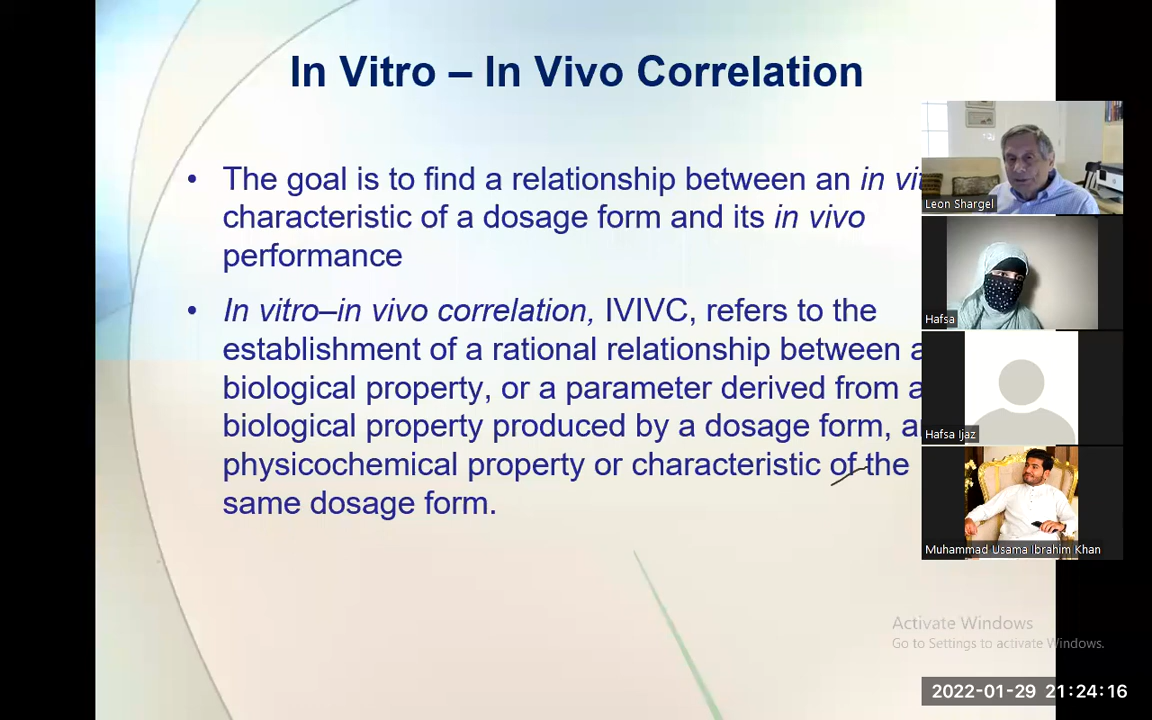 In Vitro – In Vivo Correlation
• The goal is to find a relationship between an in vit
characteristic of a dosage form and its in vivo
performance
• In vitro–in vivo correlation, IVIVC, refers to the
establishment of a rational relationship between a
biological property, or a parameter derived from a
biological property produced by a dosage form, a
physicochemical property or characteristic of the
same dosage form.
Leon Shargel
Hafsa
Hafsa Ijaz
Muhammad Usama Ibrahim Khan
Activate Windows
Go to Settings to activate Windows.
2022-01-29 21:24:16